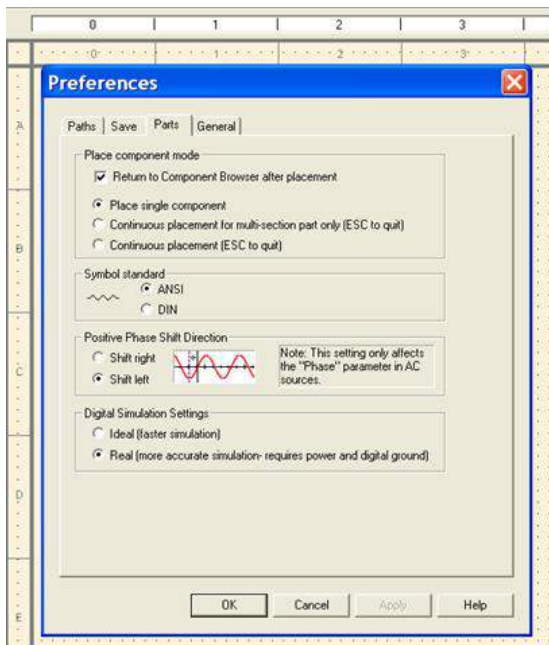 0 1 2 3
0 1 2 3
Preferences
A
B
C
D
E
Paths Save Parts General
Place component mode
Return to Component Browser after placement
Place single component
Continuous placement for multi-section part only (ESC to quit)
Continuous placement (ESC to quit)
Symbol standard
ANSI
DIN
Positive Phase Shift Direction
Shift right
Shift left
Note: This setting only affects
the "Phase" parameter in AC
sources.
Digital Simulation Settings
Ideal (faster simulation)
Real (more accurate simulation- requires power and digital ground)
OK Cancel Apply Help